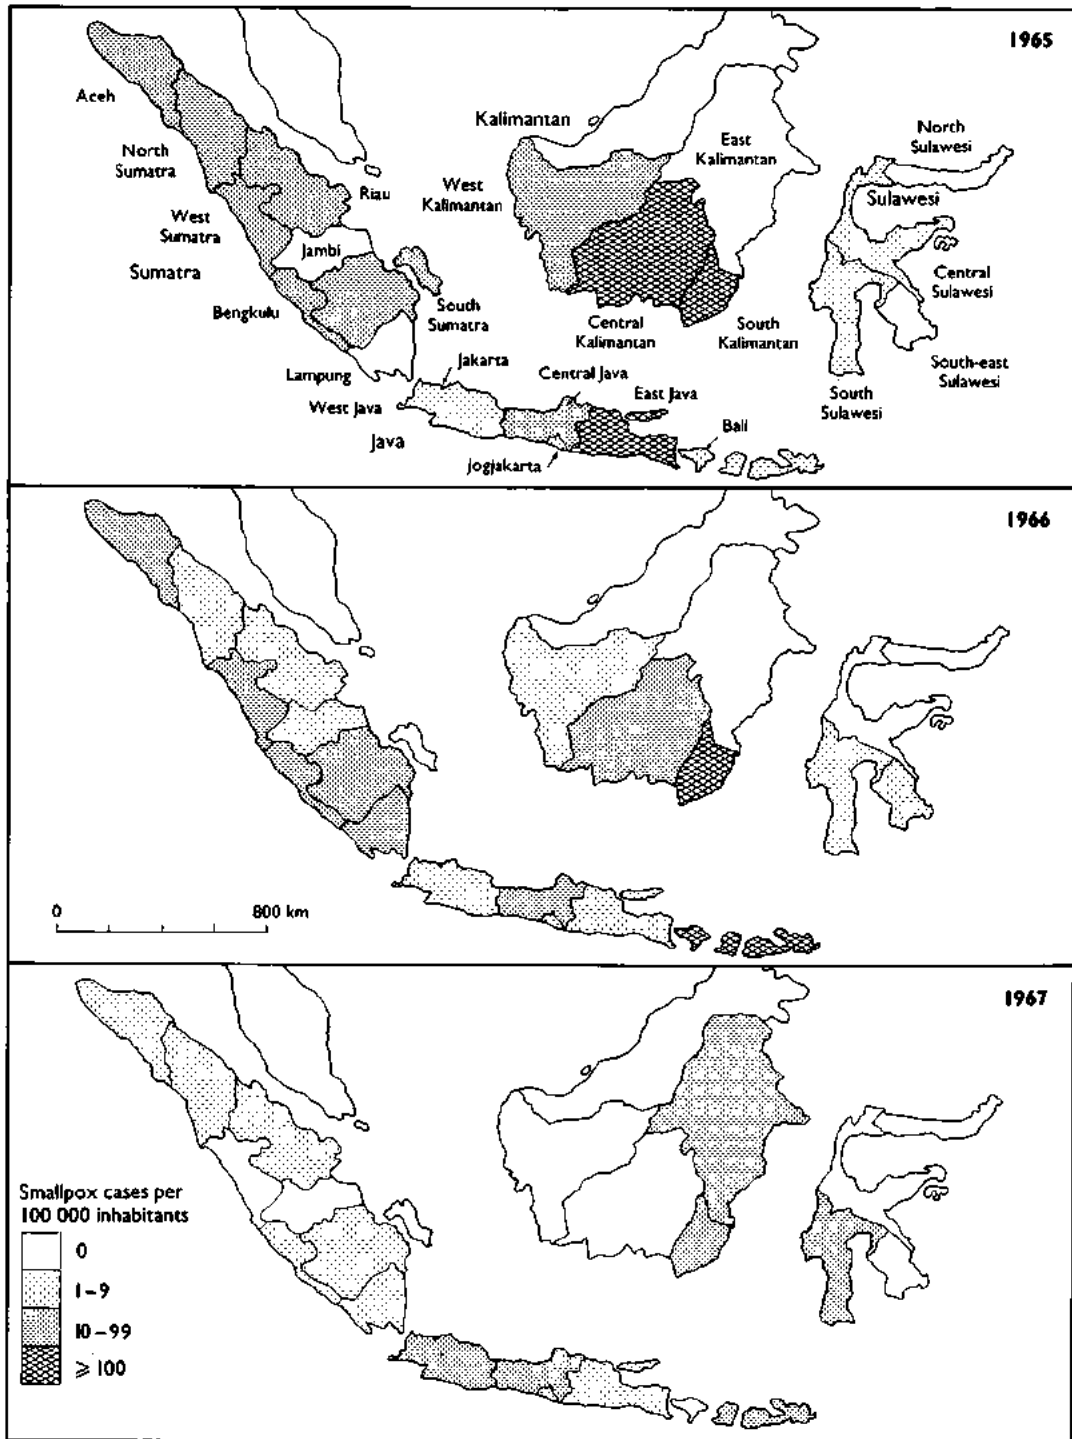 1965
Aceh
Kalimantan
East
Kalimantan
North
Sulawesi
North
Sumatra
Riau
West
Kalimantan
Sulawesi
West
Sumatra
Jambi
Sumatra
Central
Sulawesi
Bengkulu
South
Sumatra
Central
Kalimantan
South
Kalimantan
Lampung
Jakarta
Central Java
South-east
Sulawesi
West Java
East Java
South
Sulawesi
Java
Jogjakarta
Bali
1966
0 800 km
1967
Smallpox cases per
100 000 inhabitants
0
1–9
10–99
⩾ 100